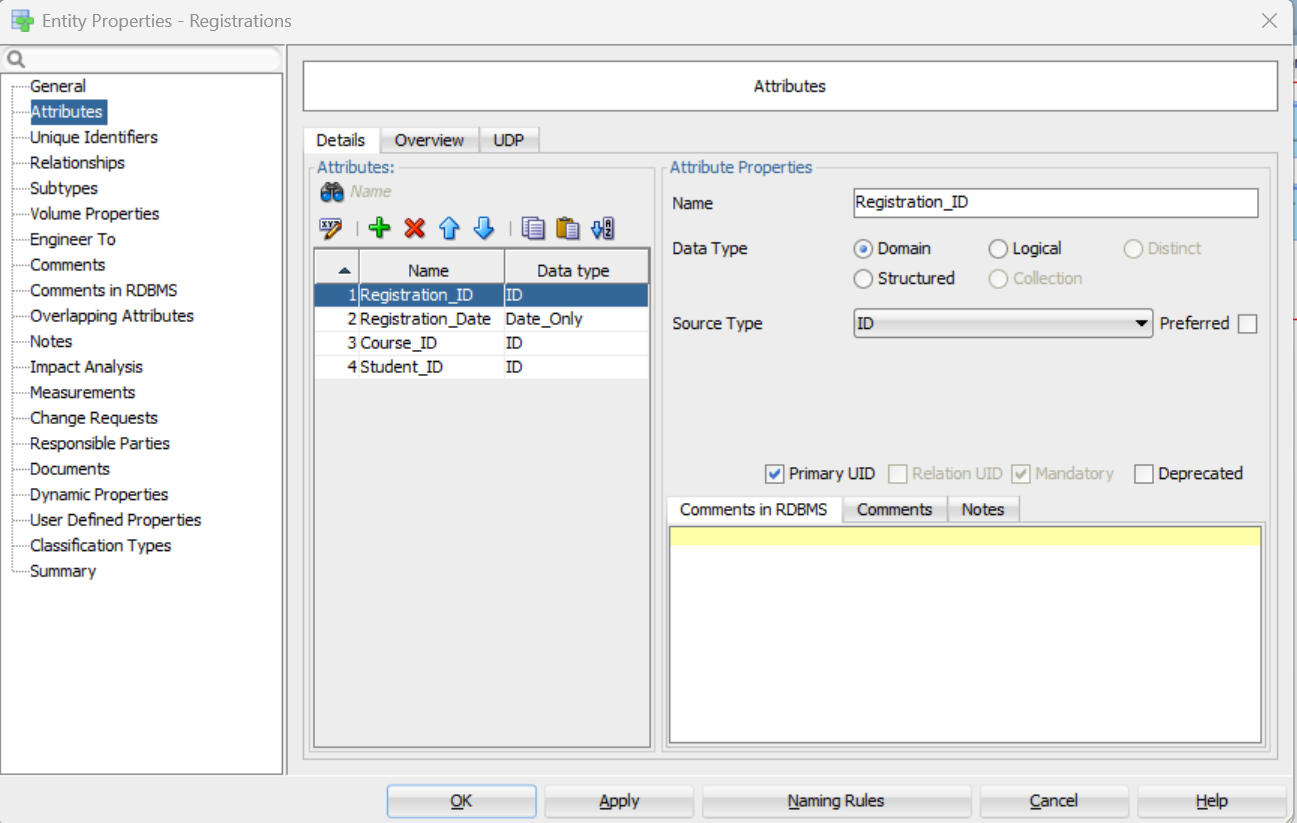 Entity Properties - Registrations
General
Attributes
Unique Identifiers
Relationships
Subtypes
Volume Properties
Engineer To
Comments
Comments in RDBMS
Overlapping Attributes
Notes
Impact Analysis
Measurements
Change Requests
Responsible Parties
Documents
Dynamic Properties
User Defined Properties
Classification Types
Summary
Attributes
Details Overview UDP
Attributes:
Name
Name Data type
1 Registration_ID ID
2 Registration_Date Date_Only
3 Course_ID ID
4 Student_ID ID
Attribute Properties
Name Registration_ID
Data Type Domain Logical Distinct
Structured Collection
Source Type ID Preferred
Primary UID Relation UID Mandatory Deprecated
Comments in RDBMS Comments Notes
OK Apply Naming Rules Cancel Help